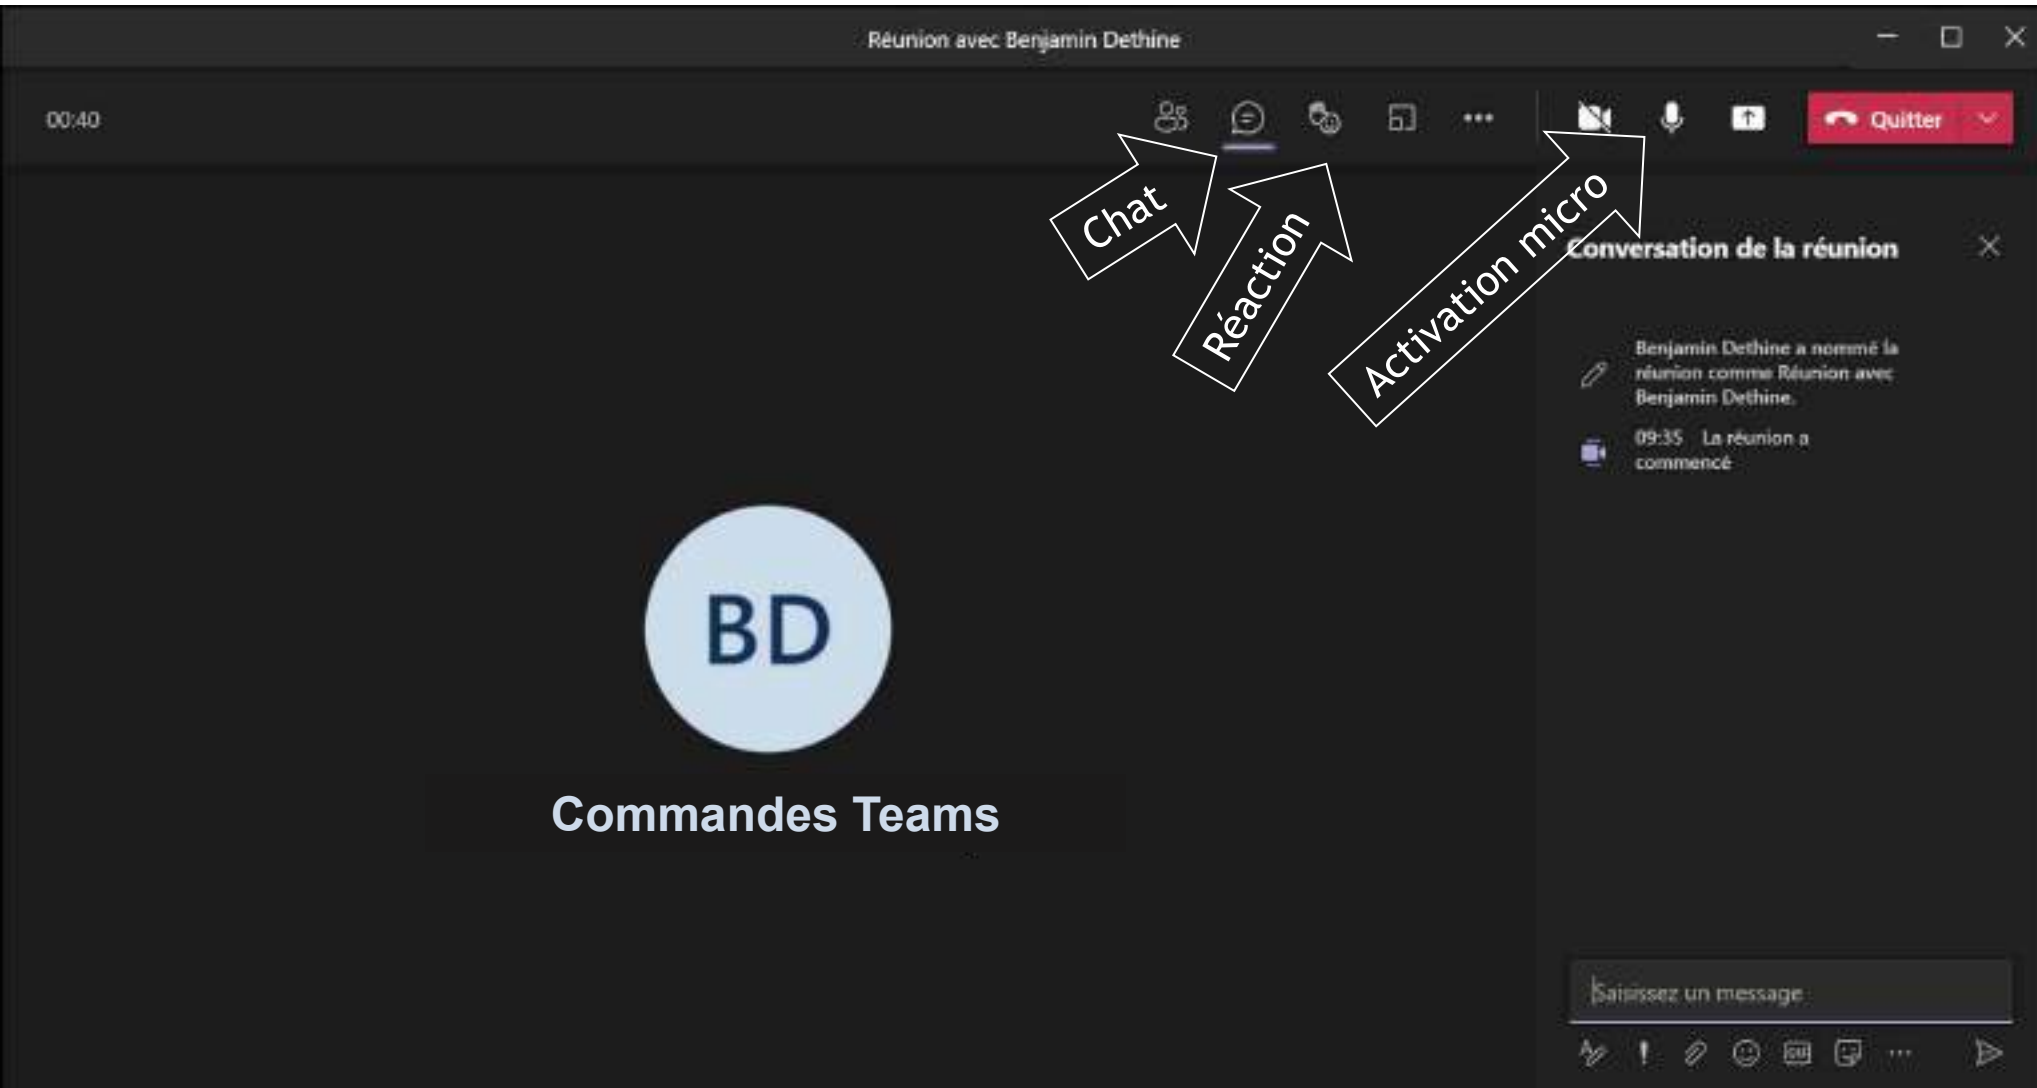 Réunion avec Benjamin Dethine
00:40
Quitter
Chat
Réaction
Activation micro
Conversation de la réunion
Benjamin Dethine a nommé la
réunion comme Réunion avec
Benjamin Dethine.
09:35 La réunion a
commencé
BD
Commandes Teams
Saisissez un message
GIF